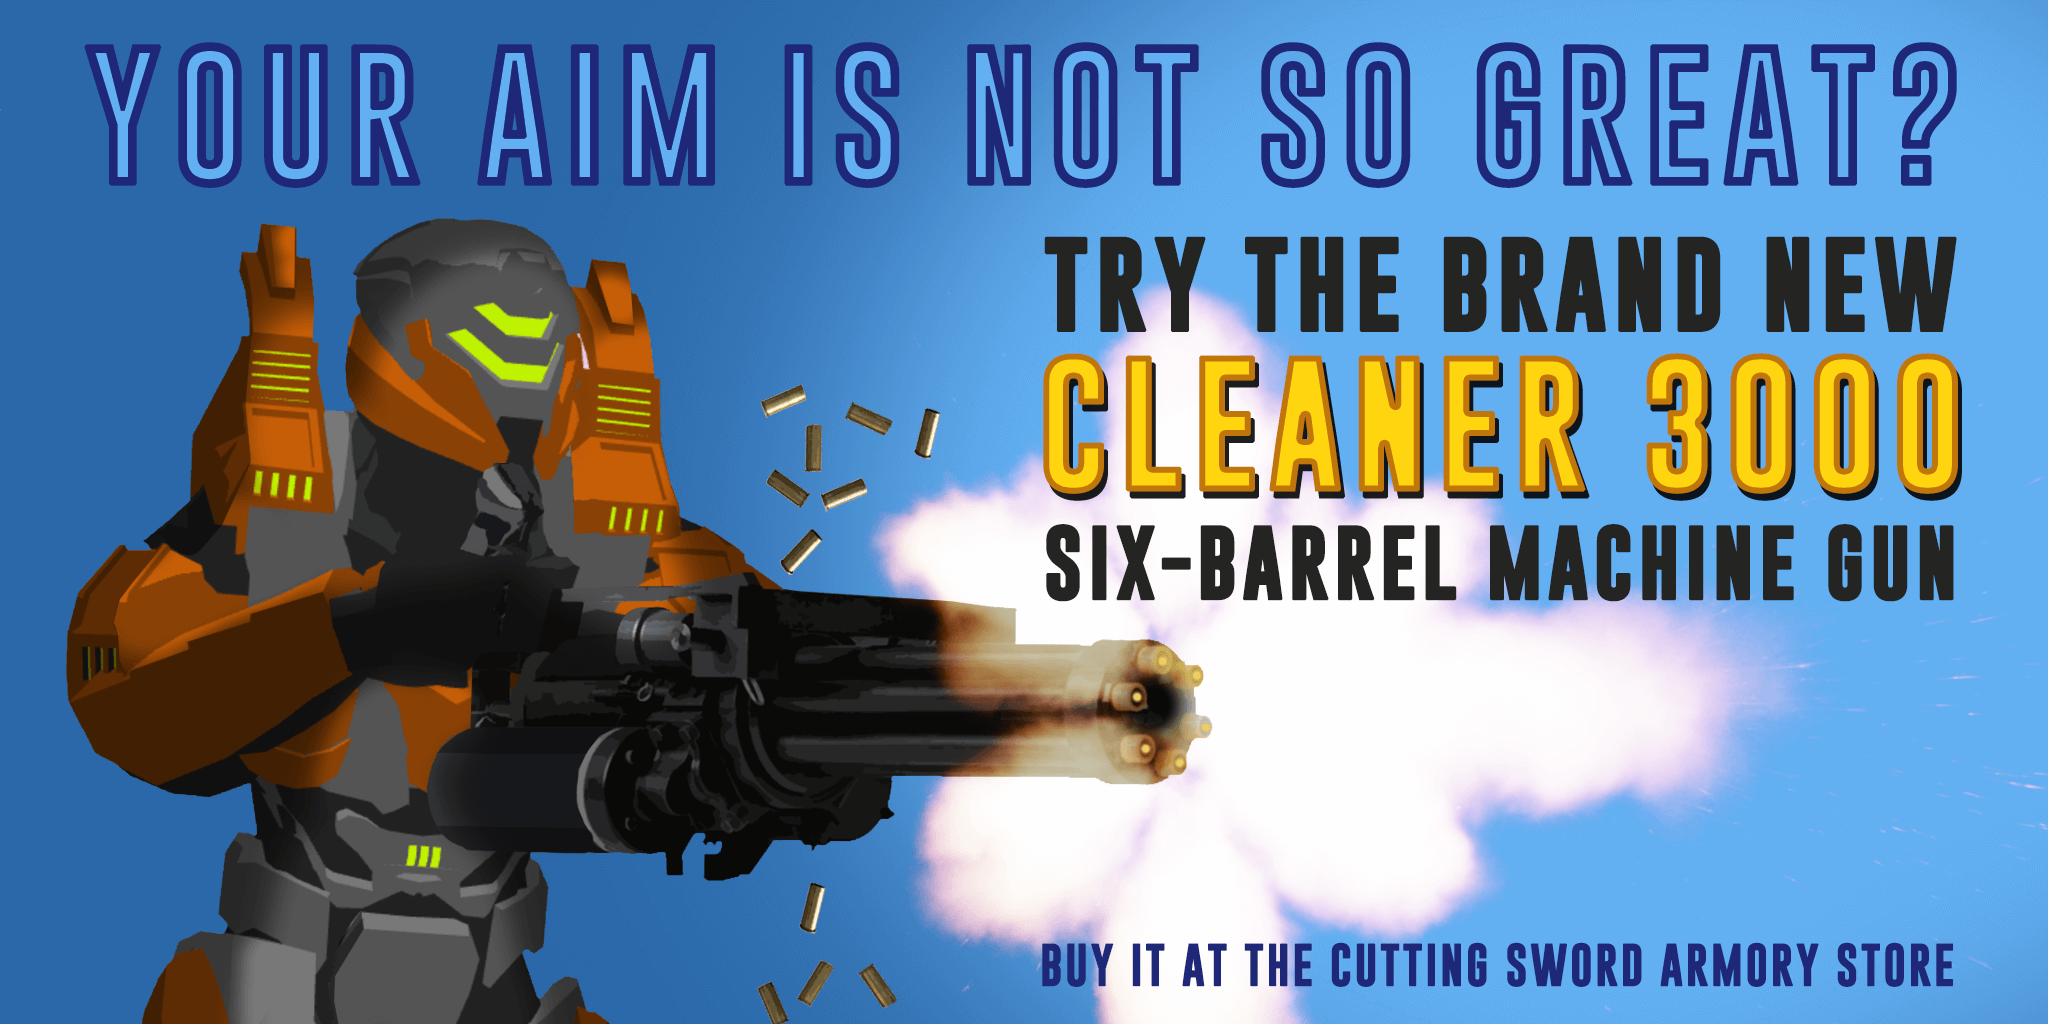 YOUR AIM IS NOT SO GREAT?
TRY THE BRAND NEW
CLEANER 3000
SIX-BARREL MACHINE GUN
BUY IT AT THE CUTTING SWORD ARMORY STORE